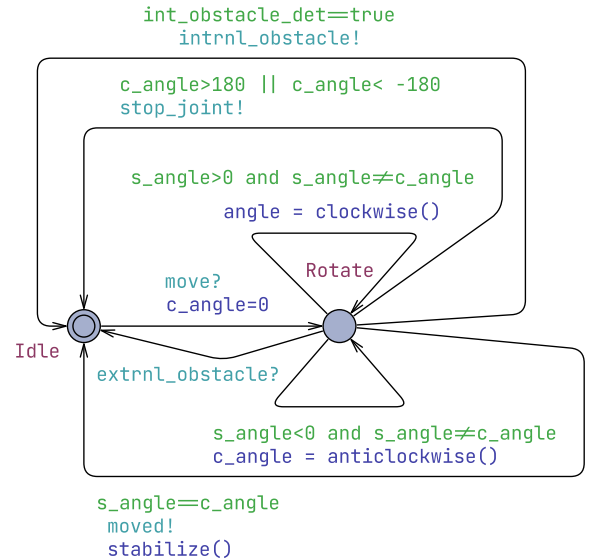 int_obstacle_det==true
intrnl_obstacle!
c_angle>180 || c_angle< -180
stop_joint!
s_angle>0 and s_angle≠c_angle
angle = clockwise()
Rotate
move?
c_angle=0
Idle
extrnl_obstacle?
s_angle<0 and s_angle≠c_angle
c_angle = anticlockwise()
s_angle==c_angle
moved!
stabilize()